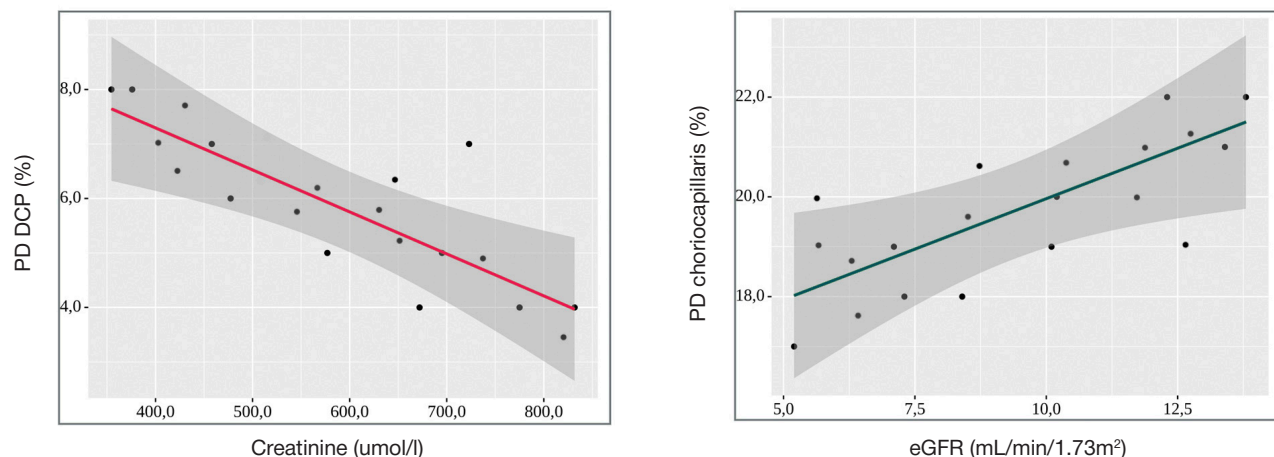 PD DCP (%)
8,0
6,0
4,0
400,0 500,0 600,0 700,0 800,0
Creatinine (umol/l)
PD choriocapillaris (%)
22,0
20,0
18,0
5,0 7,5 10,0 12,5
eGFR (mL/min/1.73m²)